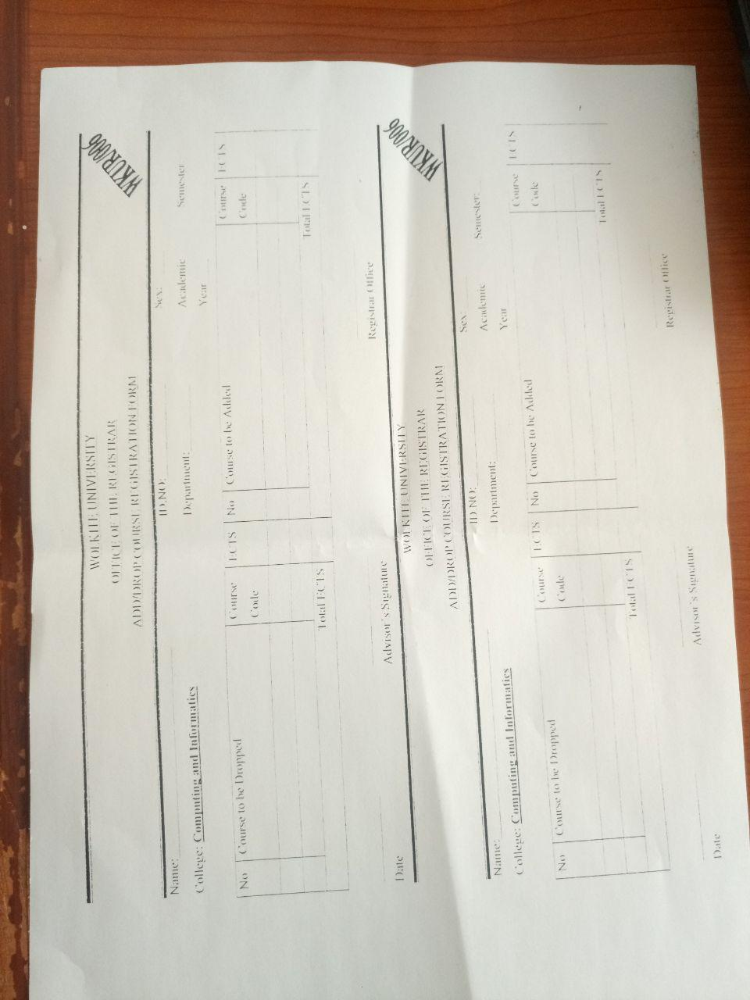 WKUR/006
WOLKITE UNIVERSITY
OFFICE OF THE REGISTRAR
ADD/DROP COURSE REGISTRATION FORM
Name: ID.NO: Sex:
College: Computing and Informatics Department: Academic Year Semester
No Course to be Dropped Course Code ECTS No Course to be Added Course Code ECTS
Total ECTS Total ECTS
Date Advisor's Signature Registrar Office
WKUR/006
WOLKITE UNIVERSITY
OFFICE OF THE REGISTRAR
ADD/DROP COURSE REGISTRATION FORM
Name: ID.NO: Sex:
College: Computing and Informatics Department: Academic Year Semester:
No Course to be Dropped Course Code ECTS No Course to be Added Course Code ECTS
Total ECTS Total ECTS
Date Advisor's Signature Registrar Office